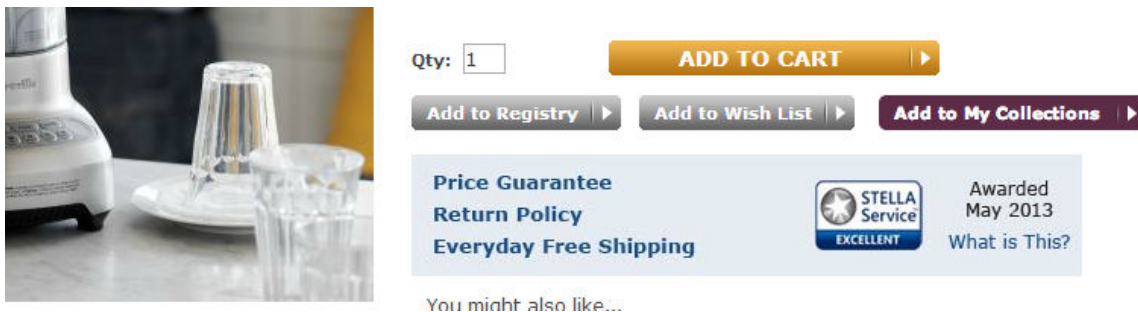 Qty: 1
ADD TO CART
Add to Registry
Add to Wish List
Add to My Collections
Price Guarantee
Return Policy
Everyday Free Shipping
STELLA
Service
EXCELLENT
Awarded
May 2013
What is This?
You might also like...